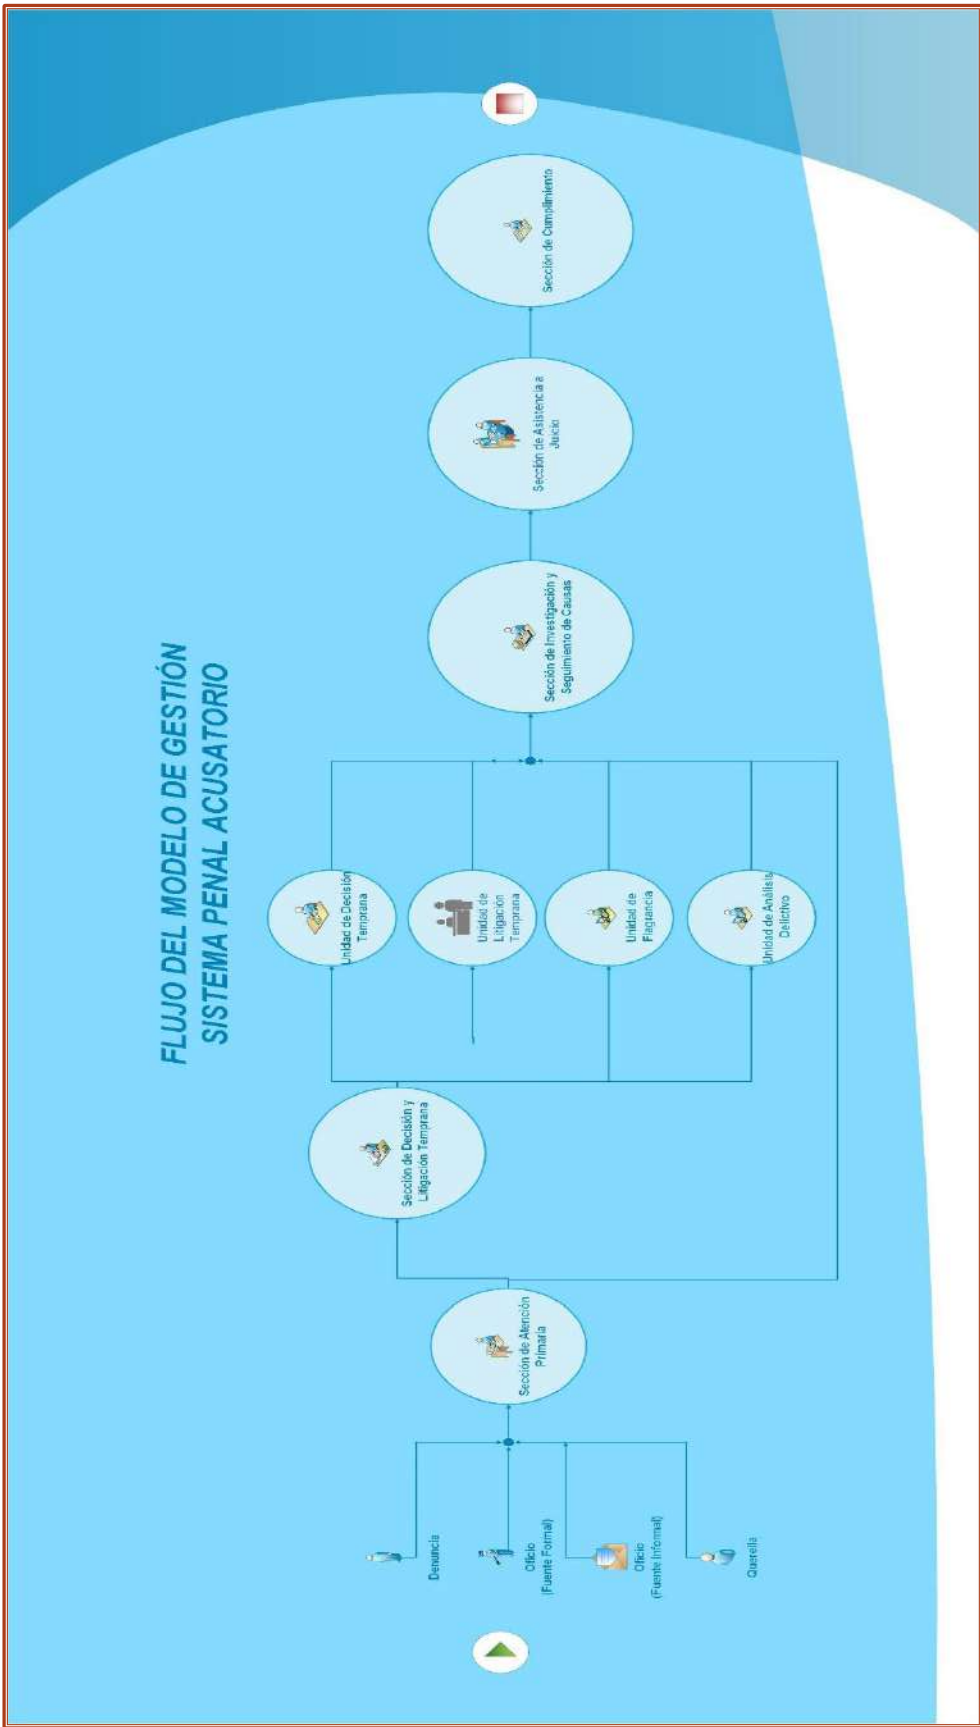 FLUJO DEL MODELO DE GESTIÓN
SISTEMA PENAL ACUSATORIO
Denuncia
Oficio
(Fuente Formal)
Oficio
(Fuente Informal)
Querella
Sección de Atención
Primaria
Sección de Decisión y
Litigación Temprana
Unidad de Decisión
Temprana
Unidad de
Litigación
Temprana
Unidad de
Flagrancia
Unidad de Análisis
Delictivo
Sección de Investigación y
Seguimiento de Causas
Sección de Asistencia a
Juicio
Sección de Cumplimiento